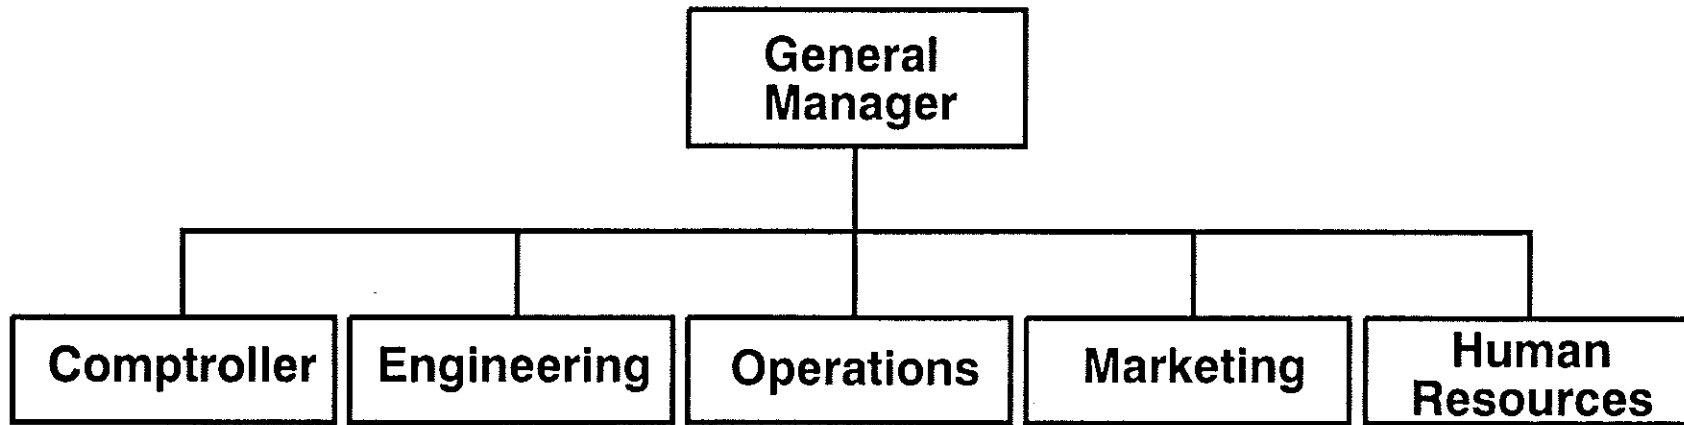 General
Manager
Comptroller
Engineering
Operations
Marketing
Human
Resources